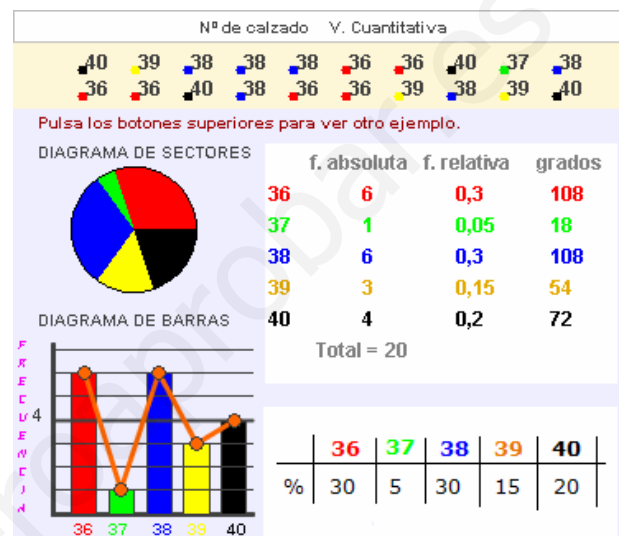 Nº de calzado V. Cuantitativa
40 39 38 38 38 36 36 40 37 38
36 36 40 38 36 36 39 38 39 40
Pulsa los botones superiores para ver otro ejemplo.
DIAGRAMA DE SECTORES
f. absoluta f. relativa grados
36 6 0,3 108
37 1 0,05 18
38 6 0,3 108
39 3 0,15 54
40 4 0,2 72
Total = 20
DIAGRAMA DE BARRAS
FRECUENCIA
4
36 37 38 39 40
36 37 38 39 40
% 30 5 30 15 20